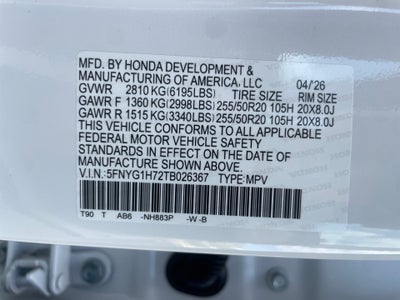 MFD. BY HONDA DEVELOPMENT &
MANUFACTURING OF AMERICA, LLC 04/'26
GVWR 2810 KG(6195LBS) TIRE SIZE RIM SIZE
GAWR F 1360 KG(2998LBS) 255/50R20 105H 20X8.0J
GAWR R 1515 KG(3340LBS) 255/50R20 105H 20X8.0J
THIS VEHICLE CONFORMS TO ALL APPLICABLE
FEDERAL MOTOR VEHICLE SAFETY
STANDARDS IN EFFECT ON THE DATE OF
MANUFACTURE SHOWN ABOVE.
V.I.N.: 5FNYG1H72TB026367 TYPE: MPV
T90 T AB6 -NH883P -W -B